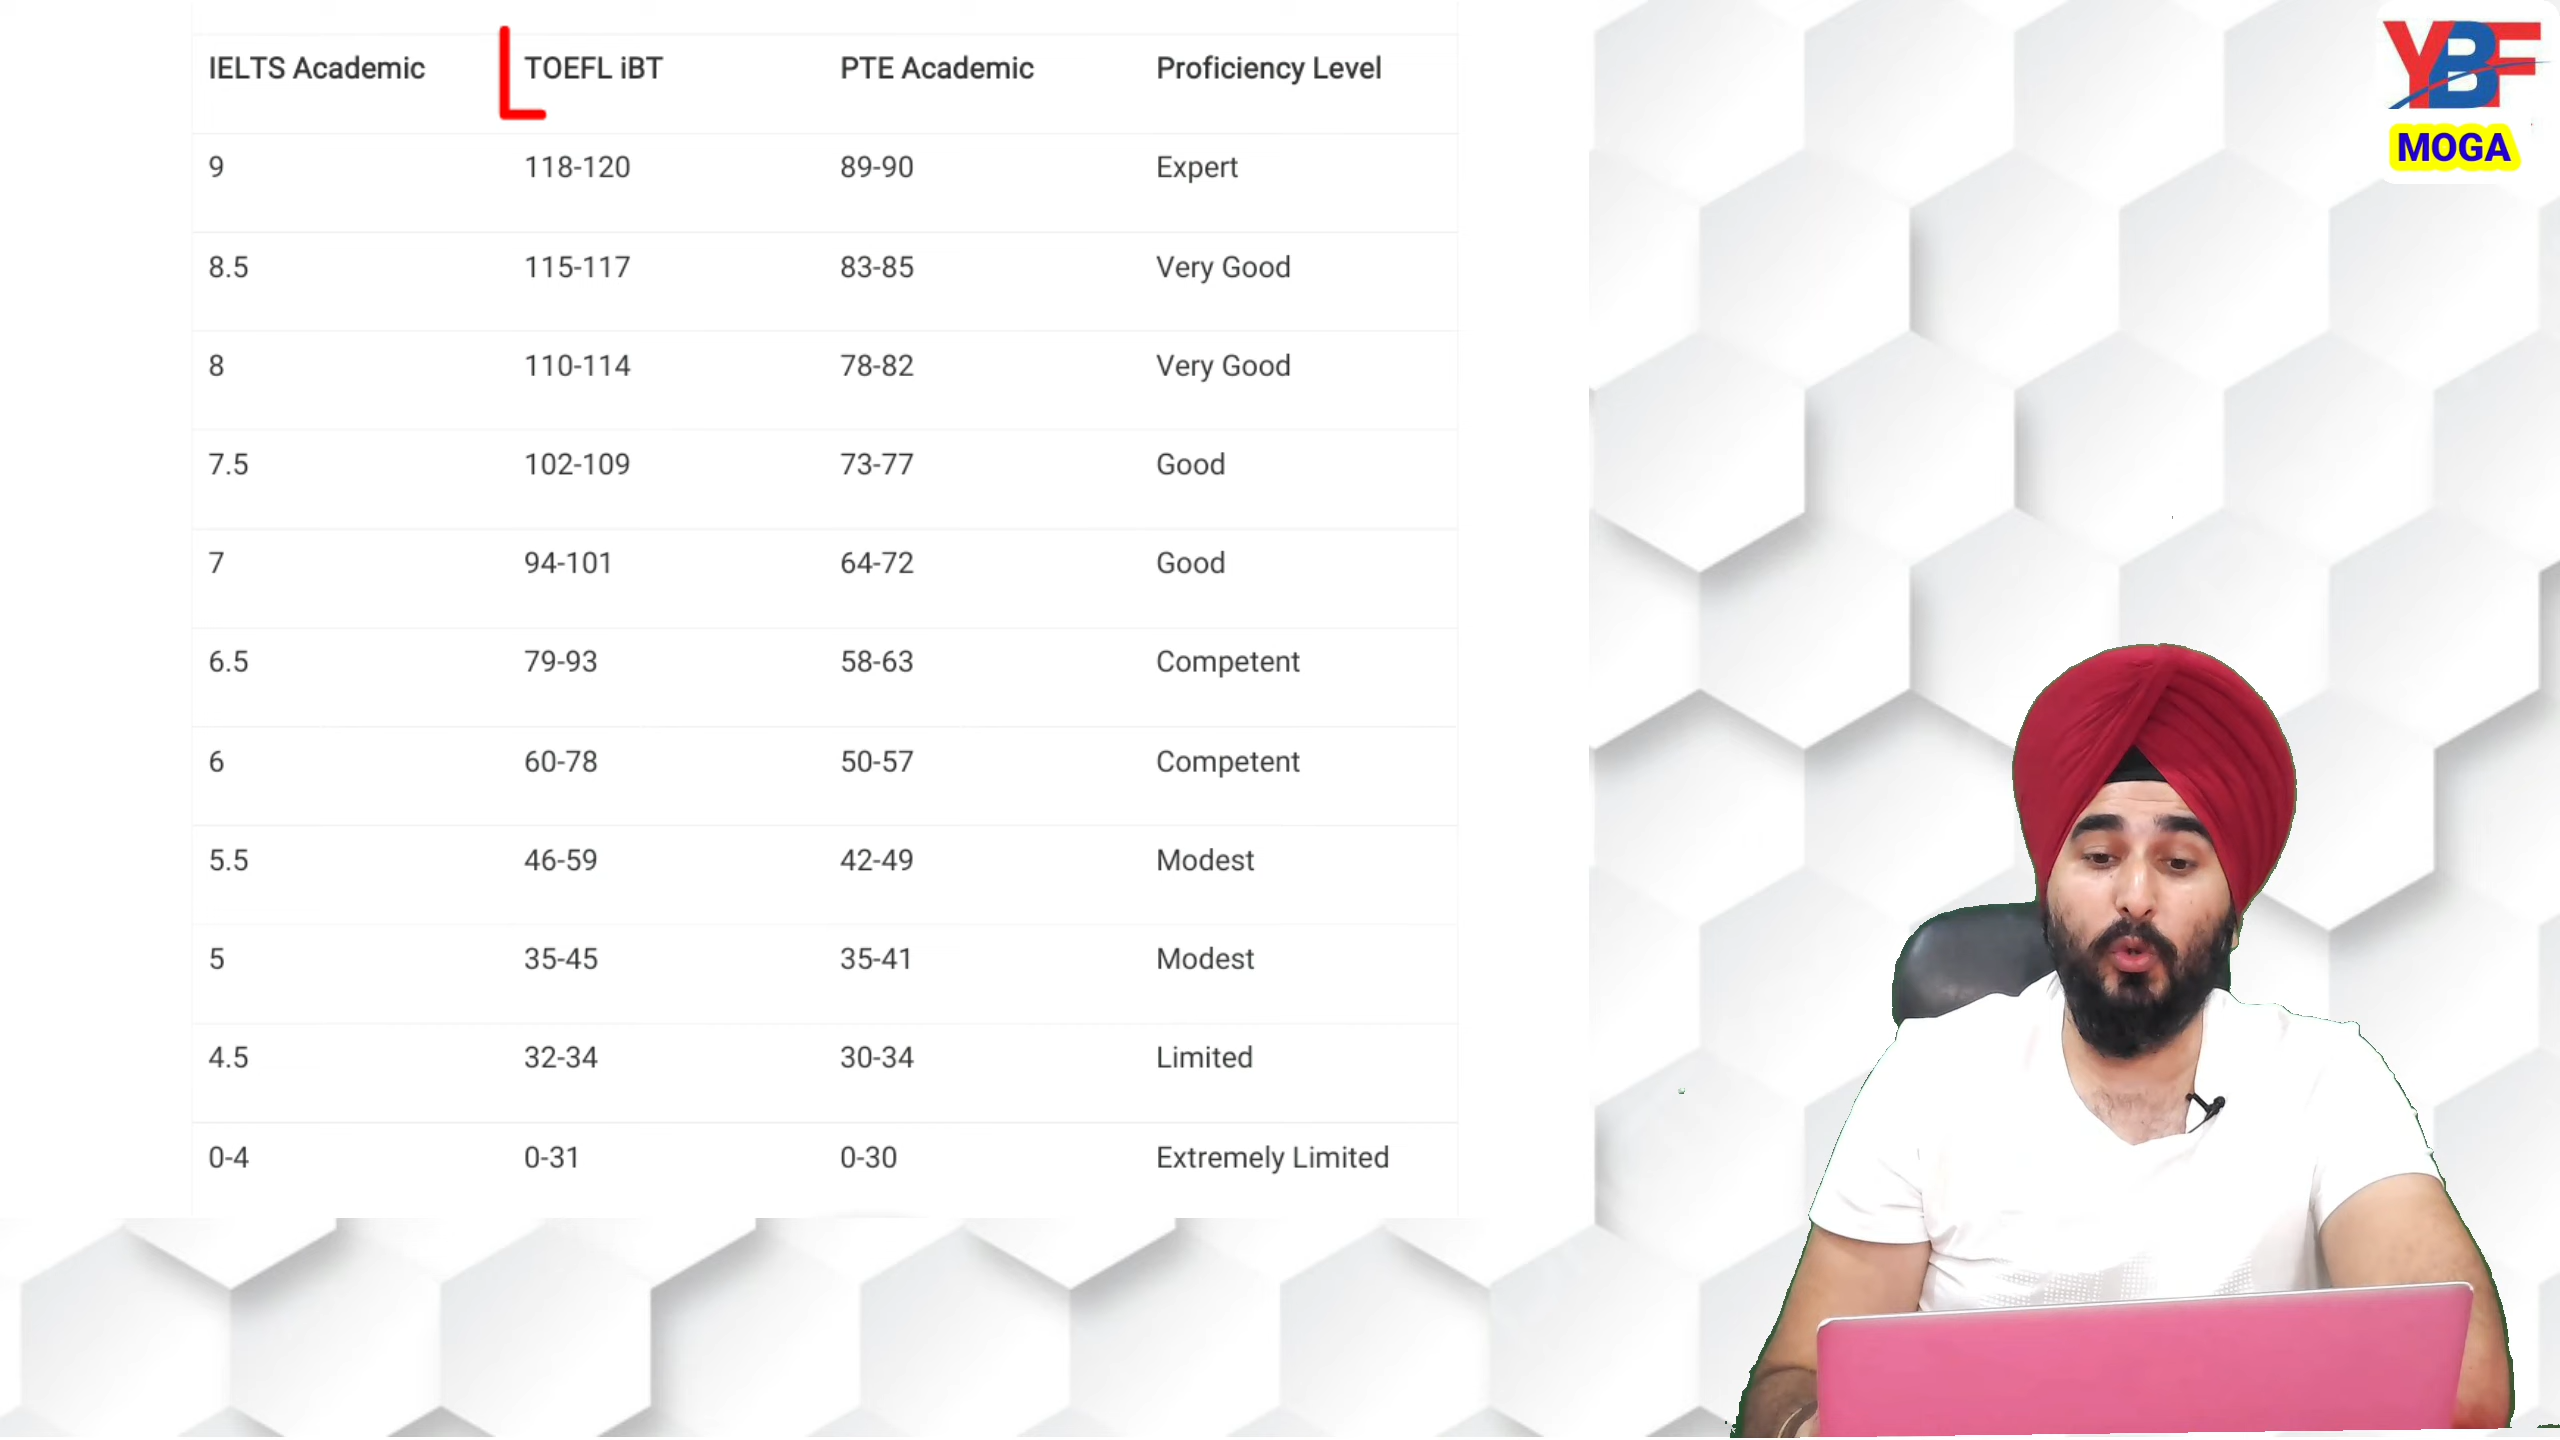 YBF
MOGA
IELTS Academic TOEFL iBT PTE Academic Proficiency Level
9 118-120 89-90 Expert
8.5 115-117 83-85 Very Good
8 110-114 78-82 Very Good
7.5 102-109 73-77 Good
7 94-101 64-72 Good
6.5 79-93 58-63 Competent
6 60-78 50-57 Competent
5.5 46-59 42-49 Modest
5 35-45 35-41 Modest
4.5 32-34 30-34 Limited
0-4 0-31 0-30 Extremely Limited